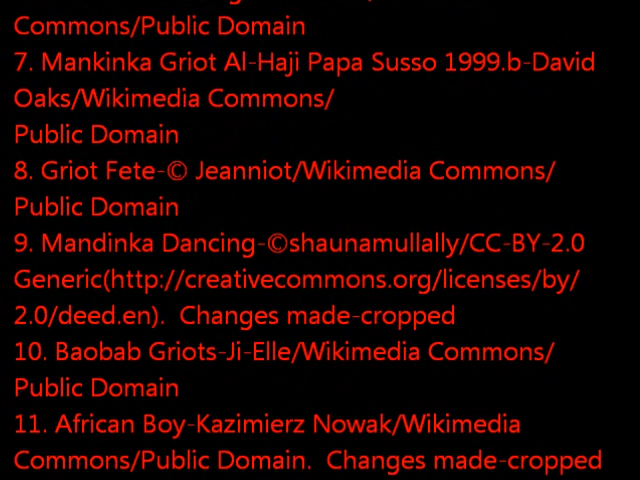 Commons/Public Domain
7. Mankinka Griot Al-Haji Papa Susso 1999.b-David
Oaks/Wikimedia Commons/
Public Domain
8. Griot Fete-© Jeanniot/Wikimedia Commons/
Public Domain
9. Mandinka Dancing-©shaunamullally/CC-BY-2.0
Generic(http://creativecommons.org/licenses/by/
2.0/deed.en).  Changes made-cropped
10. Baobab Griots-Ji-Elle/Wikimedia Commons/
Public Domain
11. African Boy-Kazimierz Nowak/Wikimedia
Commons/Public Domain.  Changes made-cropped